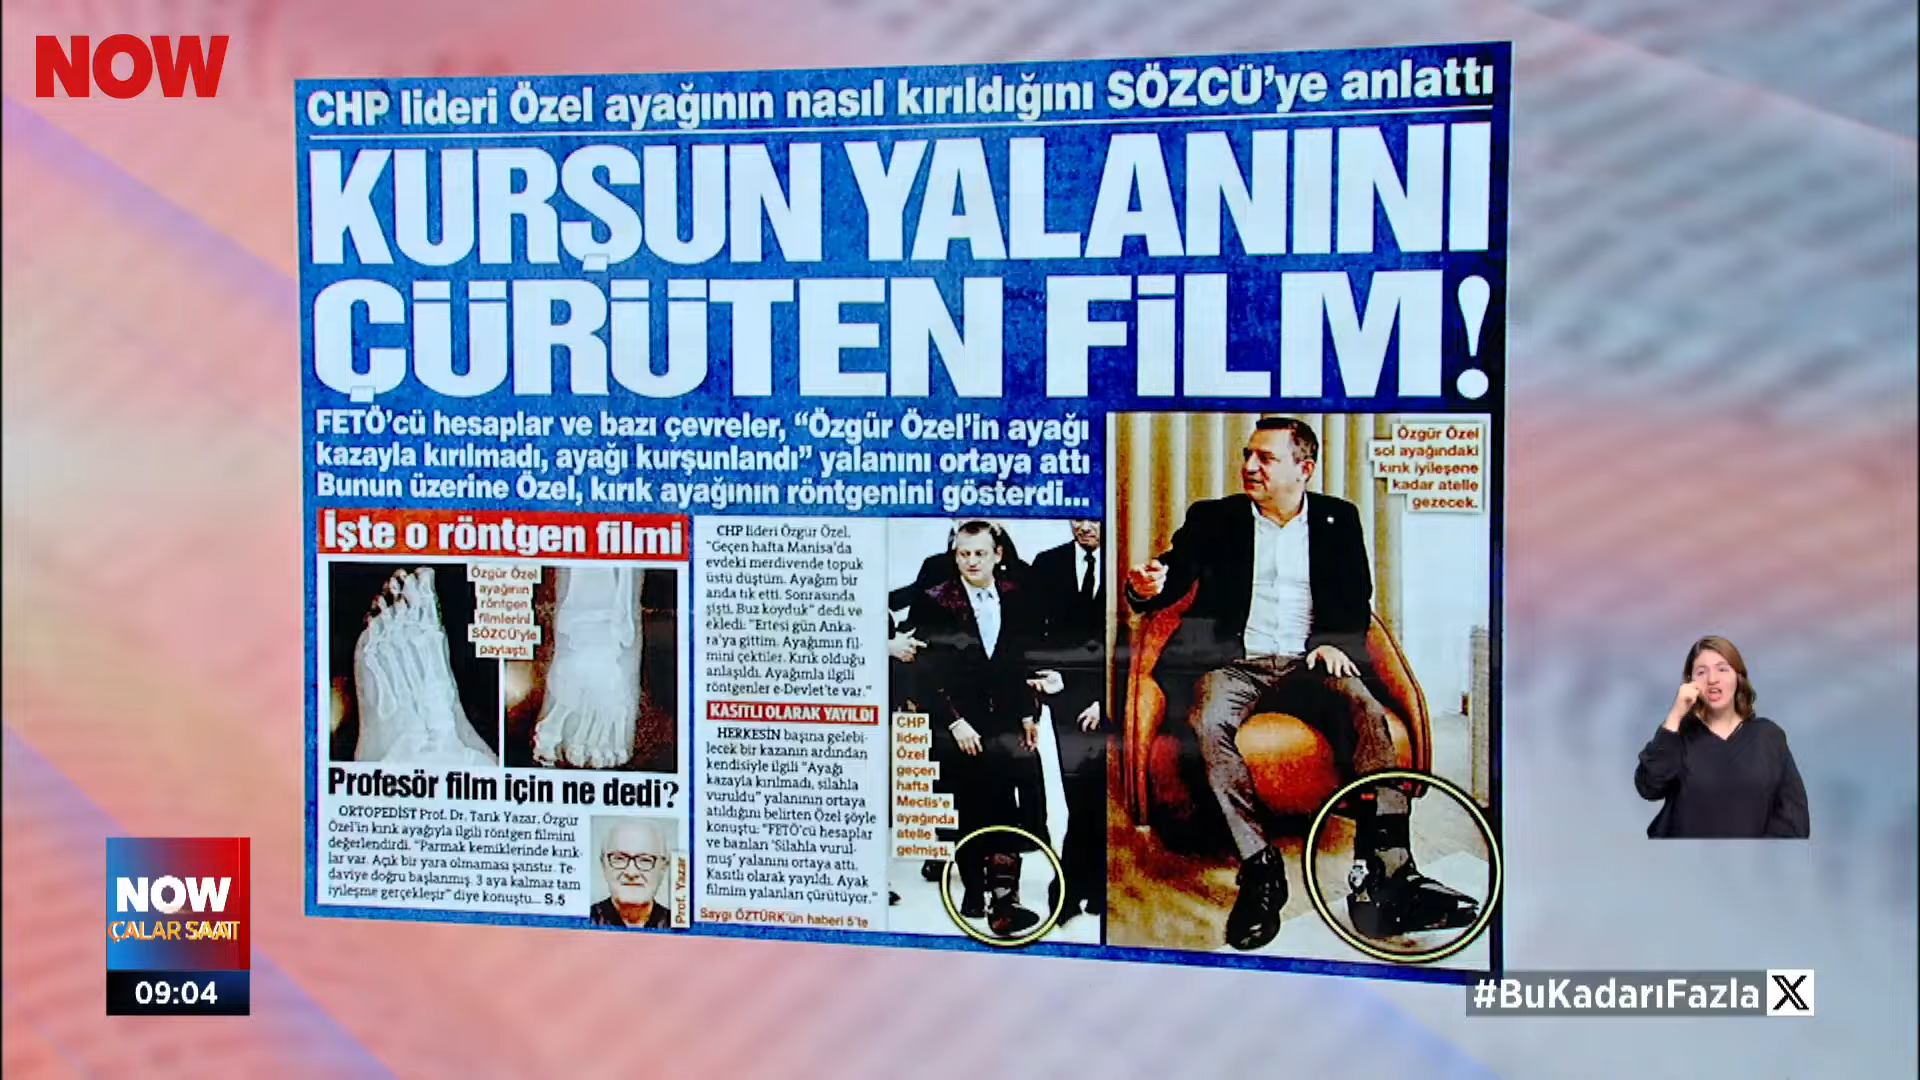 NOW
CHP lideri Özel ayağının nasıl kırıldığını SÖZCÜ'ye anlattı
KURŞUN YALANINI
ÇÜRÜTEN FİLM!
FETÖ'cü hesaplar ve bazı çevreler, "Özgür Özel'in ayağı
kazayla kırılmadı, ayağı kurşunlandı" yalanını ortaya attı
Bunun üzerine Özel, kırık ayağının röntgenini gösterdi...
İşte o röntgen filmi
Özgür Özel
ayağının
röntgen
filmlerini
SÖZCÜ'yle
paylaştı.
Profesör film için ne dedi?
ORTOPEDİST Prof. Dr. Tarık Yazar, Özgür
Özel'in kırık ayağıyla ilgili röntgen filmini
değerlendirdi. "Parmak kemiklerinde kırık-
lar var. Açık bir yara olmaması şanstır. Te-
daviye doğru başlanmış. 3 aya kalmaz tam
iyileşme gerçekleşir" diye konuştu... S.5
Prof. Yazar
CHP lideri Özgür Özel,
"Geçen hafta Manisa'da
evdeki merdivende topuk
üstü düştüm. Ayağım bir
anda tık etti. Sonrasında
şişti. Buz koyduk" dedi ve
ekledi: "Ertesi gün Anka-
ra'ya gittim. Ayağımın fil-
mini çektiler. Kırık olduğu
anlaşıldı. Ayağımla ilgili
röntgenler e-Devlet'te var."
KASITLI OLARAK YAYILDI
HERKESİN başına gelebi-
lecek bir kazanın ardından
kendisiyle ilgili "Ayağı
kazayla kırılmadı, silahla
vuruldu" yalanının ortaya
atıldığını belirten Özel şöyle
konuştu: "FETÖ'cü hesaplar
ve bazıları 'Silahla vurul-
muş' yalanını ortaya attı.
Kasıtlı olarak yayıldı. Ayak
filmim yalanları çürütüyor."
Saygı ÖZTÜRK'ün haberi 5'te
CHP
lideri
Özel
geçen
hafta
Meclis'e
ayağında
atelle
gelmişti.
Özgür Özel
sol ayağındaki
kırık iyileşene
kadar atelle
gezecek.
NOW
ÇALAR SAAT
09:04
#BuKadarıFazla X